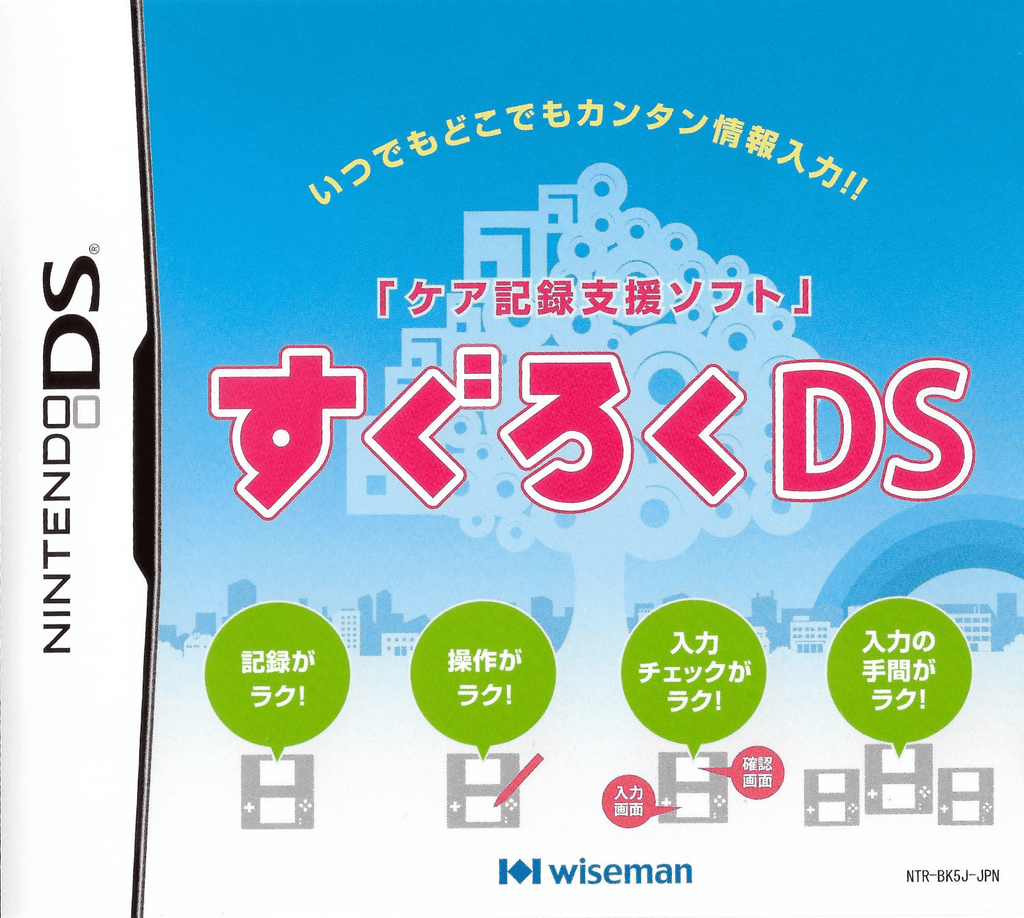 いつでもどこでもカンタン情報入力!!
「ケア記録支援ソフト」
すぐろくDS
NINTENDO DS®
記録が
ラク!
操作が
ラク!
入力
チェックが
ラク!
入力の
手間が
ラク!
確認
画面
入力
画面
wiseman
NTR-BK5J-JPN